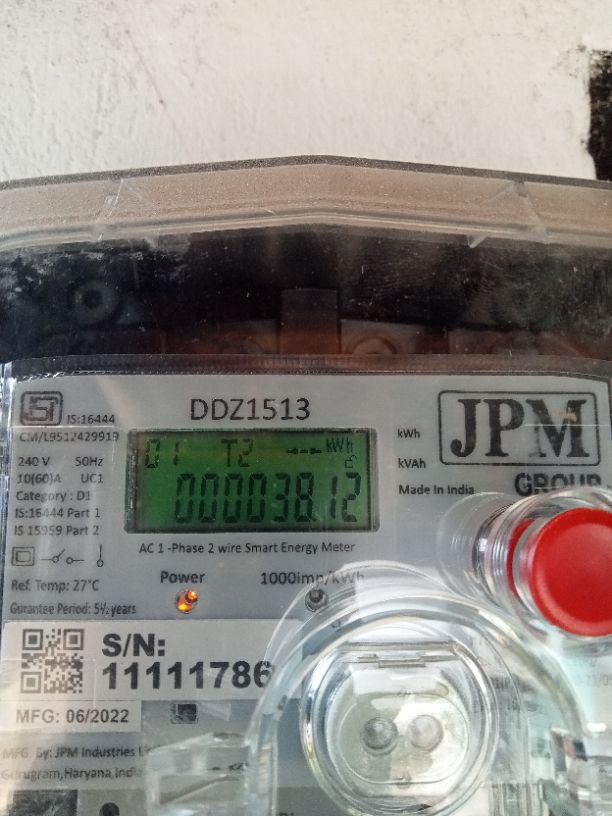 IS:16444
CM/L9512429919
DDZ1513
JPM
GROUP
240 V 50Hz
10(60)A UC1
Category : D1
IS:16444 Part 1
IS 15959 Part 2
01 T2 kWh
000038.12
kWh
kVAh
Made In India
AC 1 -Phase 2 wire Smart Energy Meter
Ref. Temp: 27°C
Power
1000imp/kWh
Gurantee Period: 5½ years
S/N:
11111786
MFG: 06/2022
MFG. By: JPM Industries
Gurugram,Haryana,India